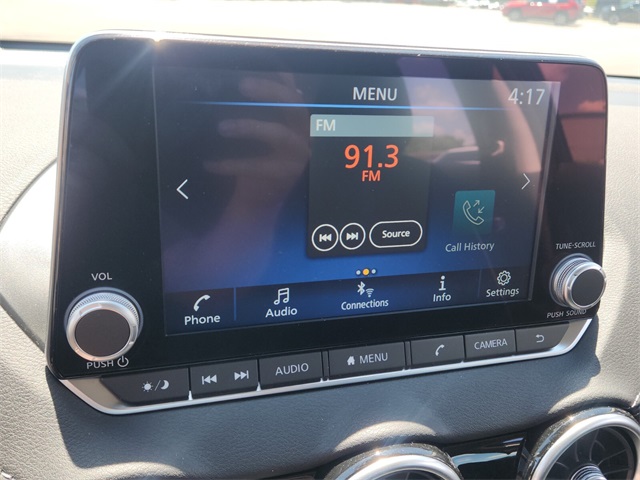 MENU
4:17
FM
91.3
FM
Source
Call History
Phone
Audio
Connections
Info
Settings
VOL
PUSH
TUNE-SCROLL
PUSH SOUND
AUDIO
MENU
CAMERA